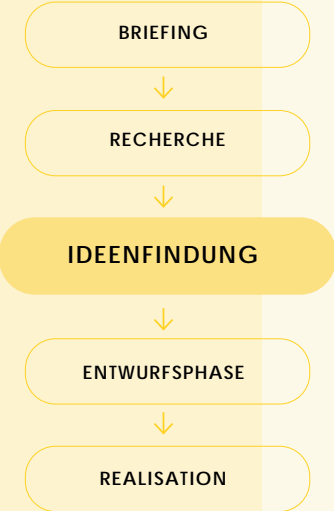 BRIEFING
RECHERCHE
IDEENFINDUNG
ENTWURFSPHASE
REALISATION